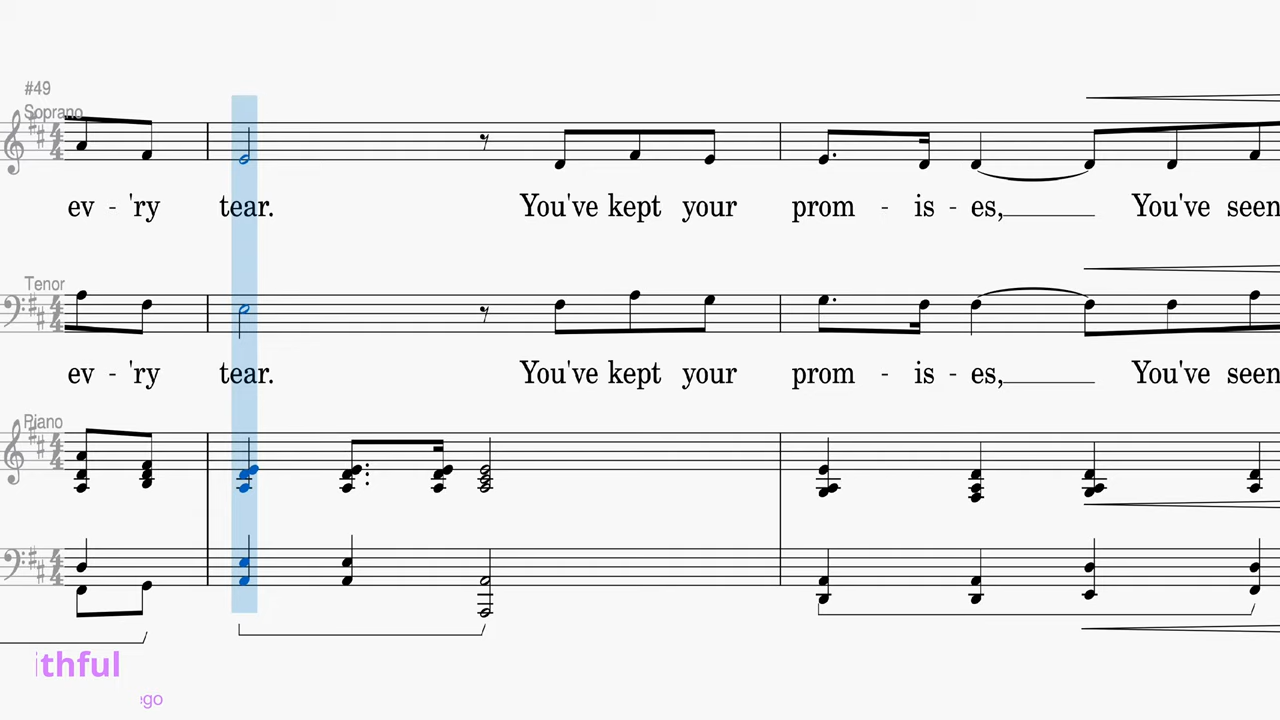 #49
Soprano
ev - 'ry tear. You've kept your prom - is - es, You've seen
Tenor
ev - 'ry tear. You've kept your prom - is - es, You've seen
Piano
ithful
ego